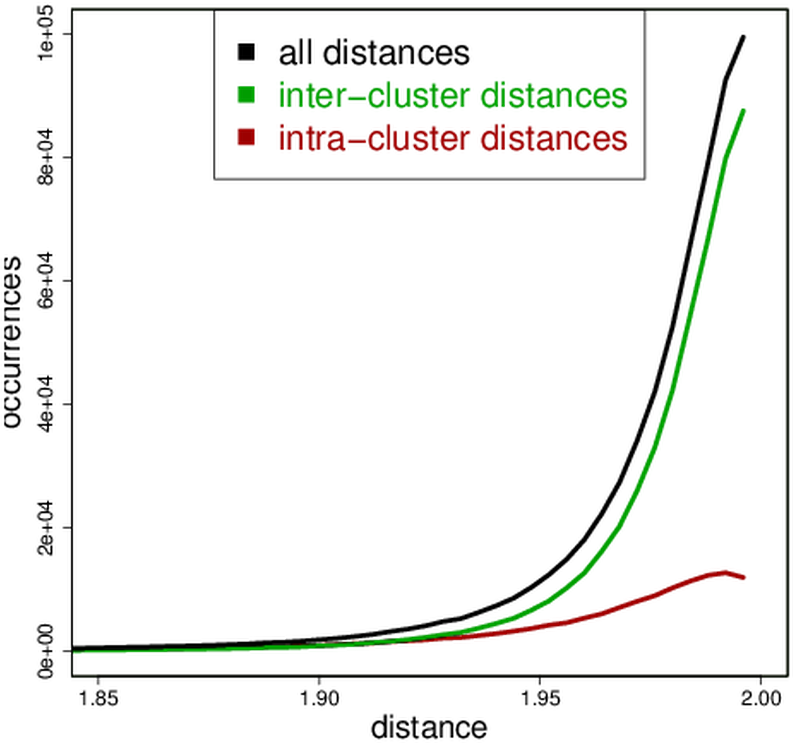 all distances
inter−cluster distances
intra−cluster distances
occurrences
1e+05
8e+04
6e+04
4e+04
2e+04
0e+00
1.85
1.90
1.95
2.00
distance